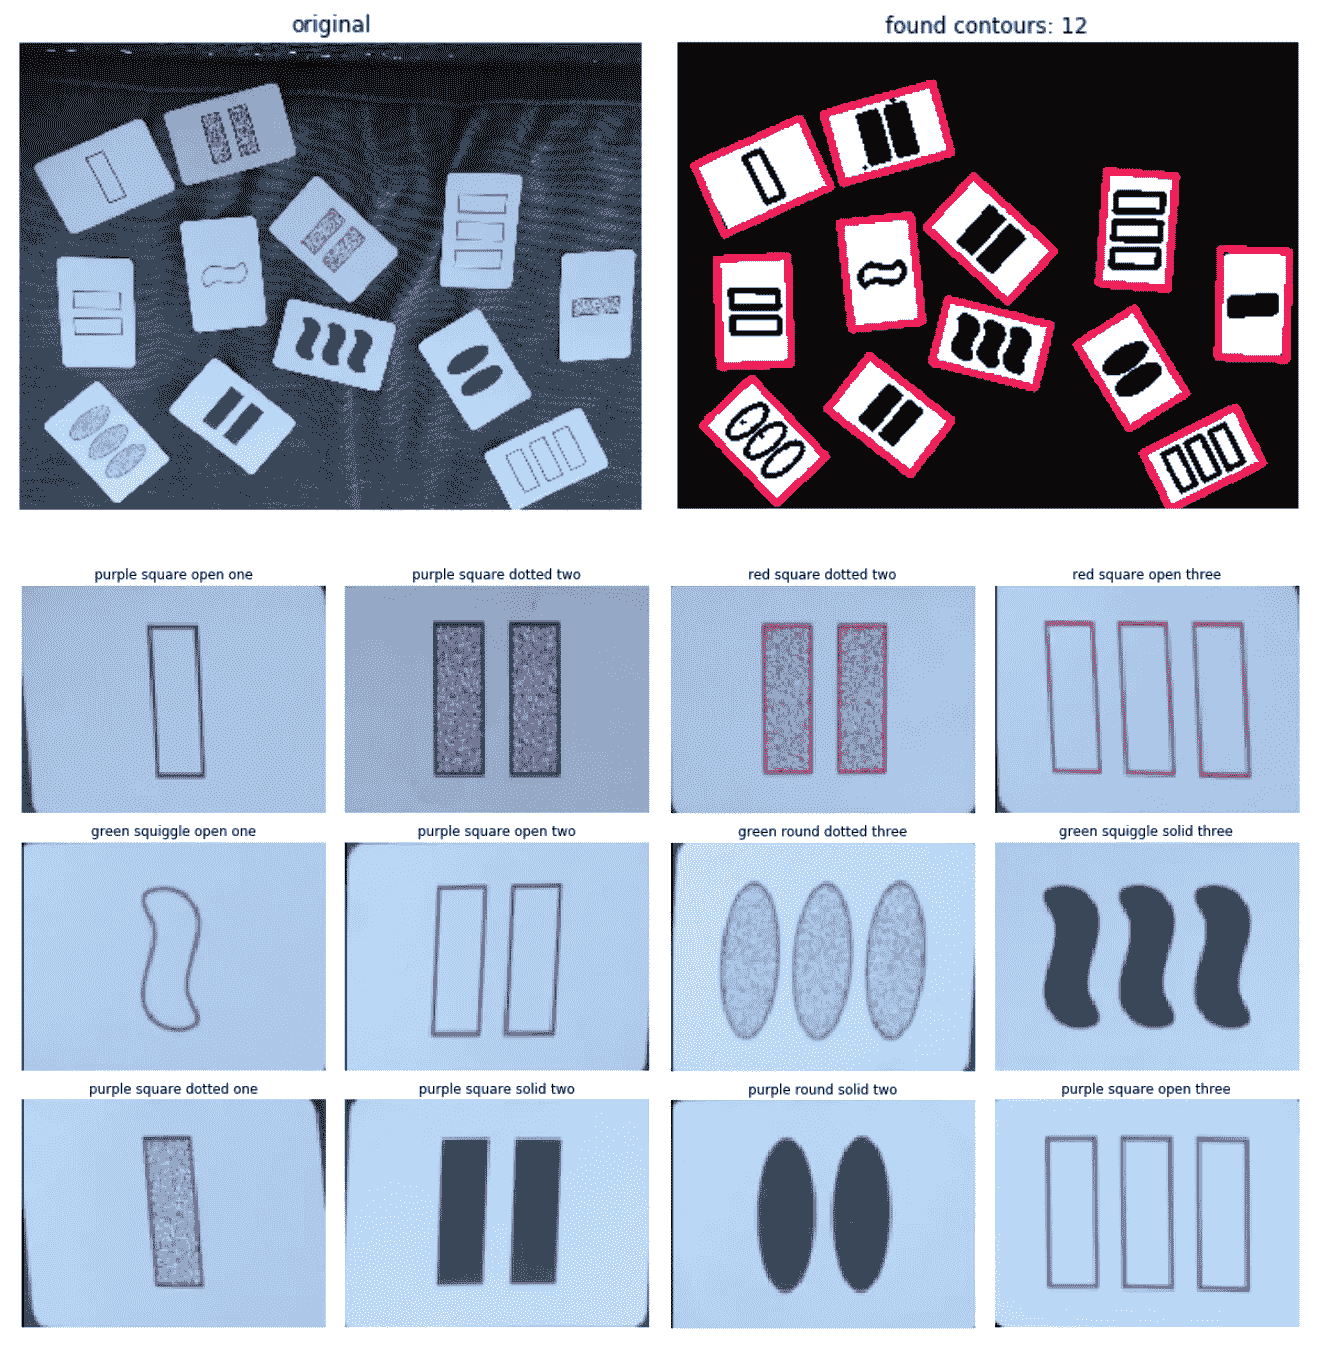 original
found contours: 12
purple square open one
purple square dotted two
red square dotted two
red square open three
green squiggle open one
purple square open two
green round dotted three
green squiggle solid three
purple square dotted one
purple square solid two
purple round solid two
purple square open three